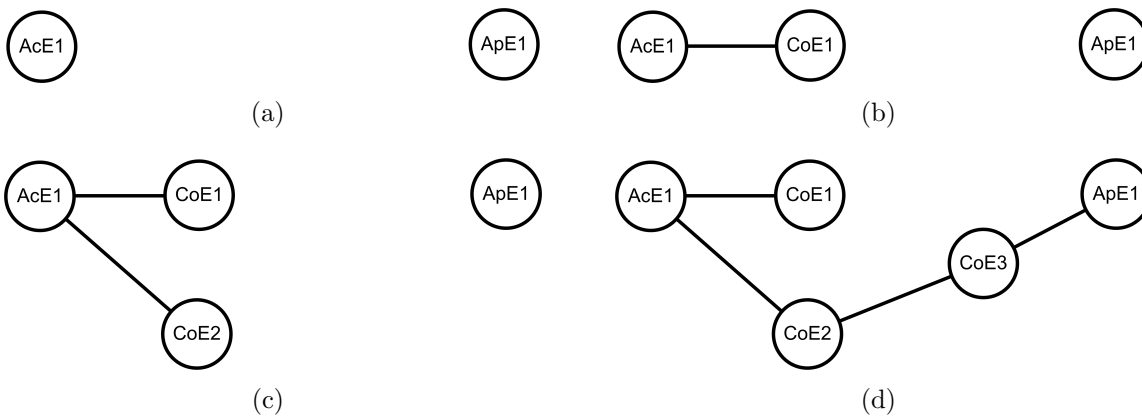 AcE1 ApE1 AcE1 CoE1 ApE1
(a) (b)
AcE1 CoE1 ApE1 AcE1 CoE1 ApE1
CoE3
CoE2 CoE2
(c) (d)